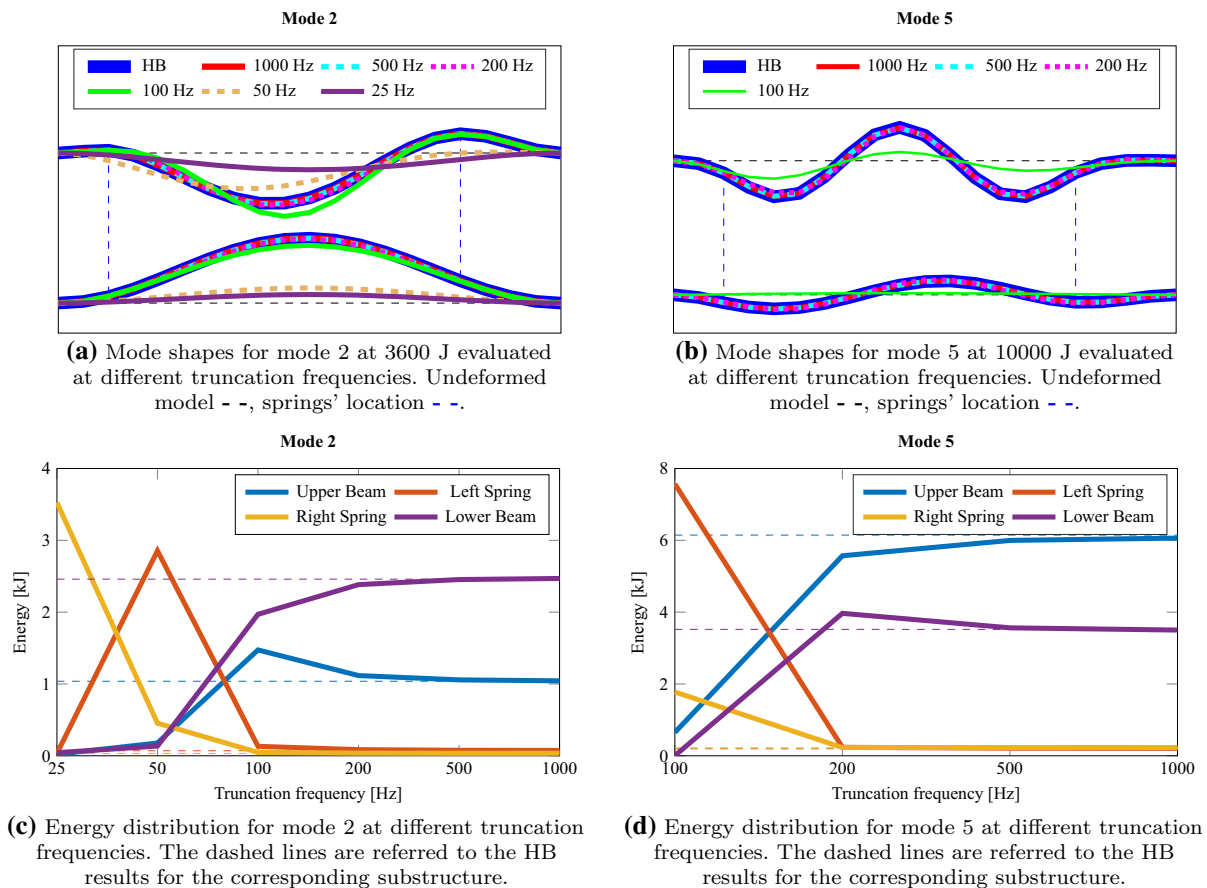 Mode 2
HB 1000 Hz 500 Hz 200 Hz
100 Hz 50 Hz 25 Hz
(a) Mode shapes for mode 2 at 3600 J evaluated
at different truncation frequencies. Undeformed
model - -, springs’ location - -.
Mode 5
HB 1000 Hz 500 Hz 200 Hz
100 Hz
(b) Mode shapes for mode 5 at 10000 J evaluated
at different truncation frequencies. Undeformed
model - -, springs’ location - -.
Mode 2
Upper Beam Left Spring
Right Spring Lower Beam
Energy [kJ]
4
3
2
1
0
25 50 100 200 500 1000
Truncation frequency [Hz]
(c) Energy distribution for mode 2 at different truncation
frequencies. The dashed lines are referred to the HB
results for the corresponding substructure.
Mode 5
Upper Beam Left Spring
Right Spring Lower Beam
Energy [kJ]
8
6
4
2
0
100 200 500 1000
Truncation frequency [Hz]
(d) Energy distribution for mode 5 at different truncation
frequencies. The dashed lines are referred to the HB
results for the corresponding substructure.